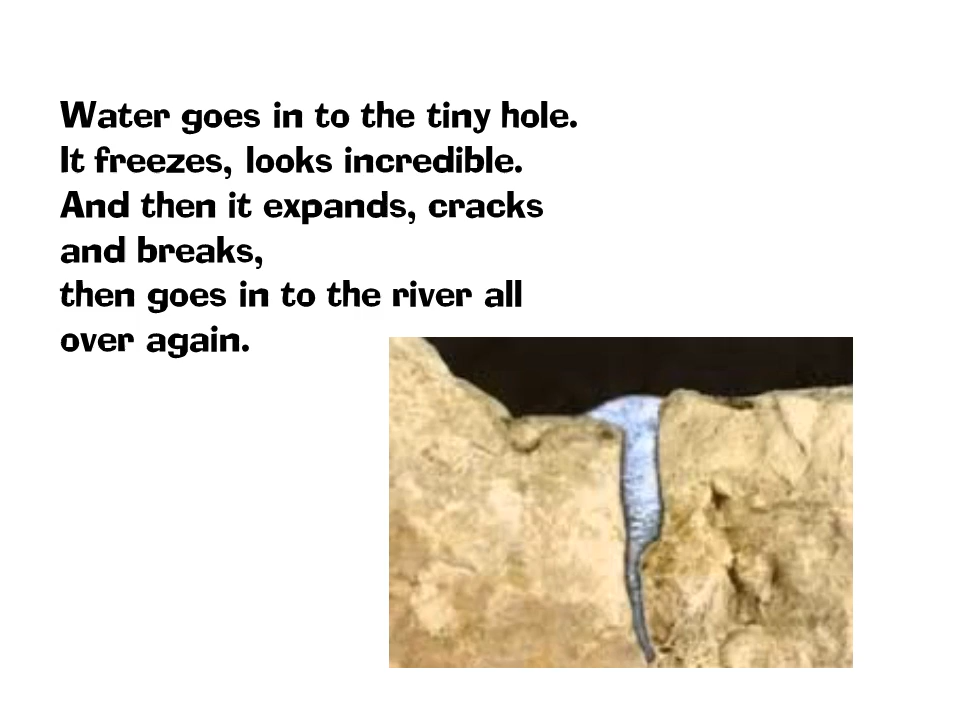 Water goes in to the tiny hole.
It freezes, looks incredible.
And then it expands, cracks
and breaks,
then goes in to the river all
over again.